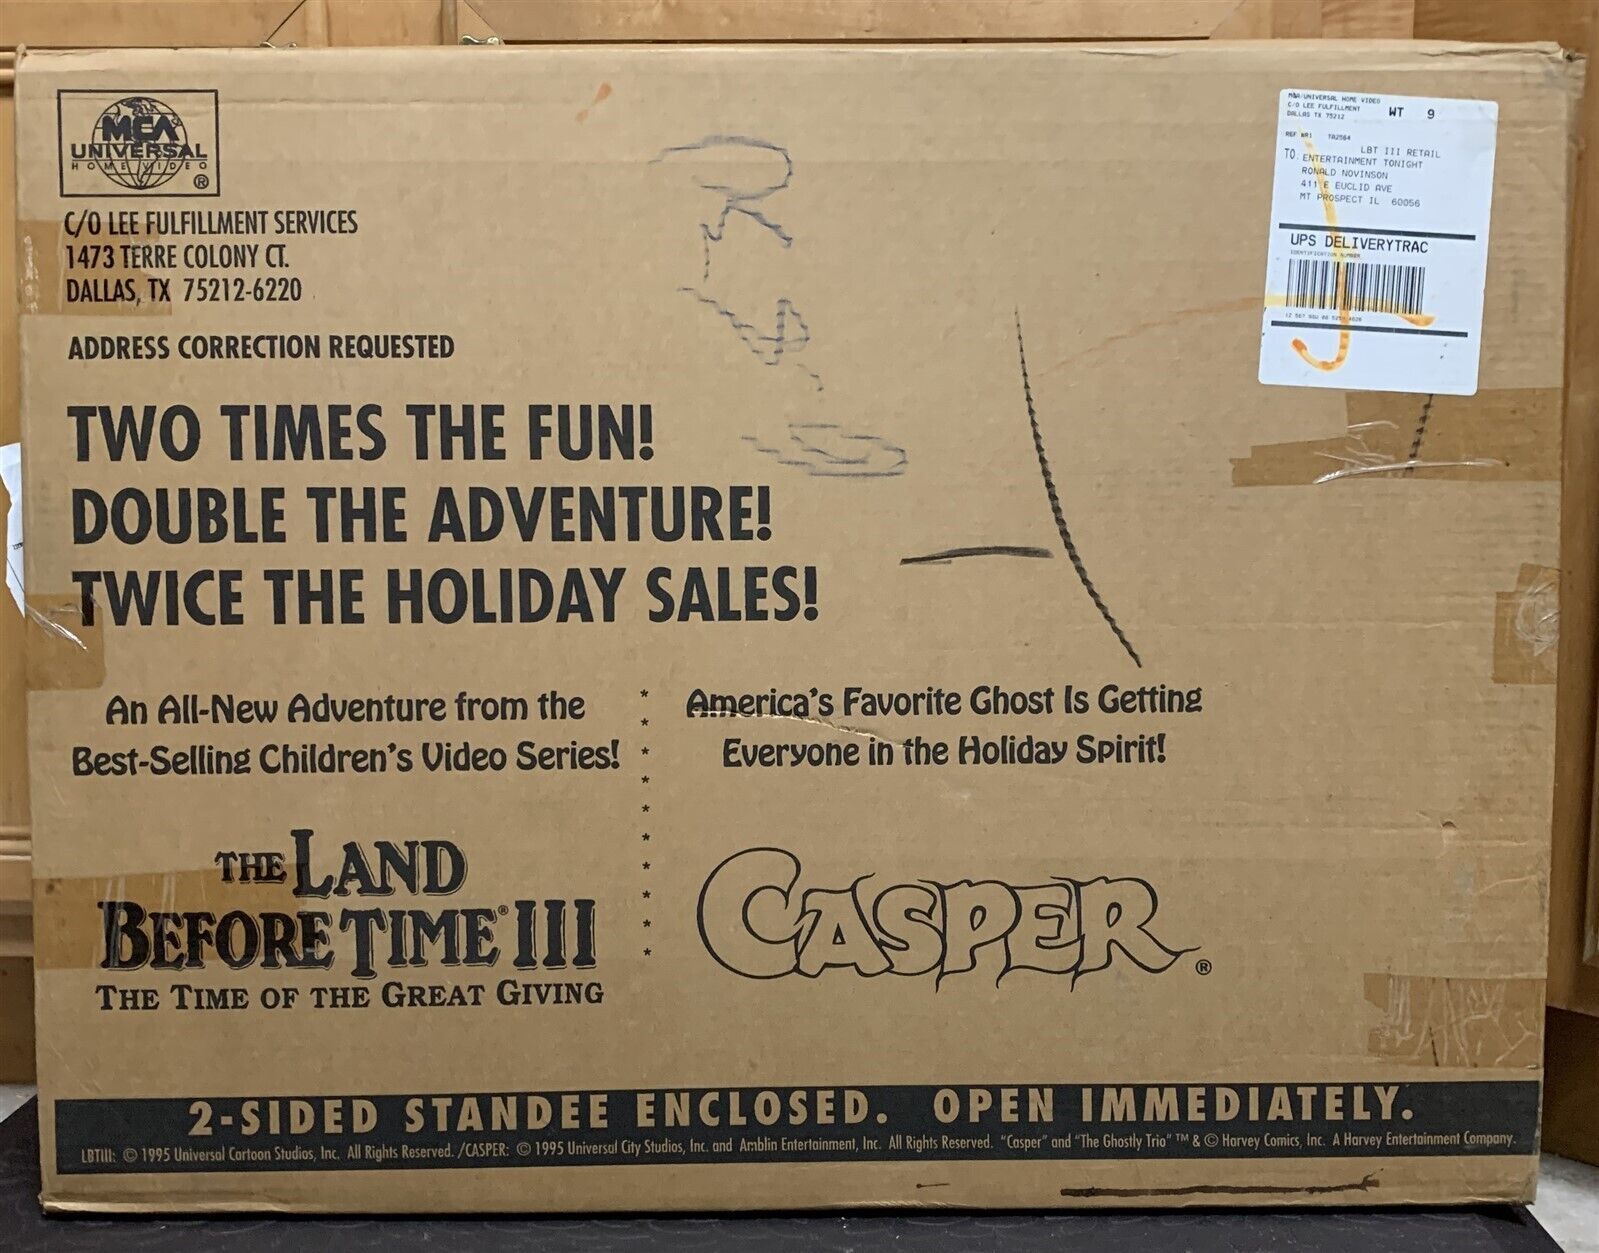 MCA
UNIVERSAL
HOME VIDEO
®
C/O LEE FULFILLMENT SERVICES
1473 TERRE COLONY CT.
DALLAS, TX 75212-6220
ADDRESS CORRECTION REQUESTED
TWO TIMES THE FUN!
DOUBLE THE ADVENTURE!
TWICE THE HOLIDAY SALES!
MCA/UNIVERSAL HOME VIDEO
C/O LEE FULFILLMENT
DALLAS TX 75212
WT 9
REF NR1 TA2564
LBT III RETAIL
TO: ENTERTAINMENT TONIGHT
RONALD NOVINSON
411 E EUCLID AVE
MT PROSPECT IL 60056
UPS DELIVERYTRAC
IDENTIFICATION NUMBER
An All-New Adventure from the
Best-Selling Children's Video Series!
THE LAND
BEFORE TIME® III
THE TIME OF THE GREAT GIVING
America's Favorite Ghost Is Getting
Everyone in the Holiday Spirit!
CASPER®
2-SIDED STANDEE ENCLOSED. OPEN IMMEDIATELY.
LBTIII: © 1995 Universal Cartoon Studios, Inc. All Rights Reserved. /CASPER: © 1995 Universal City Studios, Inc. and Amblin Entertainment, Inc. All Rights Reserved. "Casper" and "The Ghostly Trio" ™ & © Harvey Comics, Inc. A Harvey Entertainment Company.